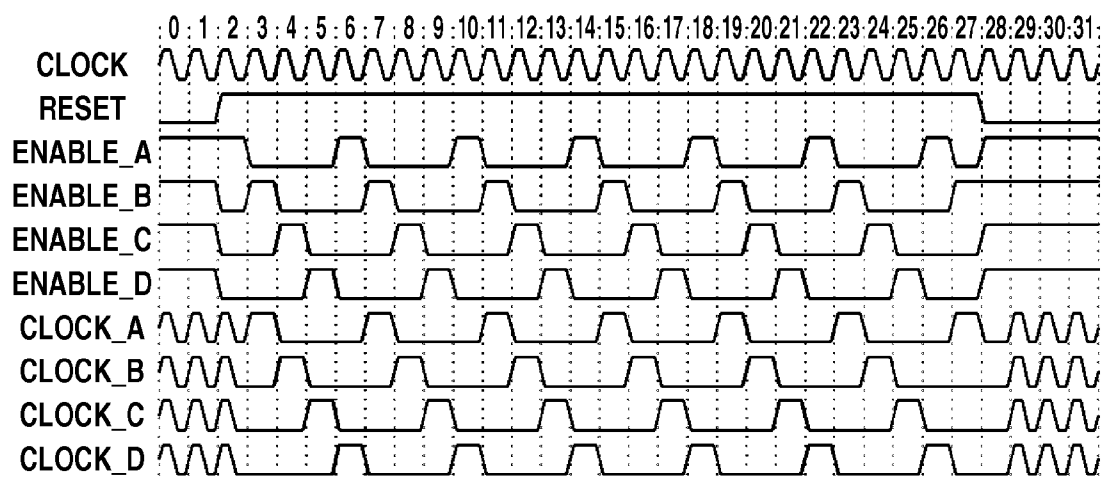 : 0 : 1 : 2 : 3 : 4 : 5 : 6 : 7 : 8 : 9 :10:11:12:13:14:15:16:17:18:19:20:21:22:23:24:25:26:27:28:29:30:31:
CLOCK
RESET
ENABLE_A
ENABLE_B
ENABLE_C
ENABLE_D
CLOCK_A
CLOCK_B
CLOCK_C
CLOCK_D